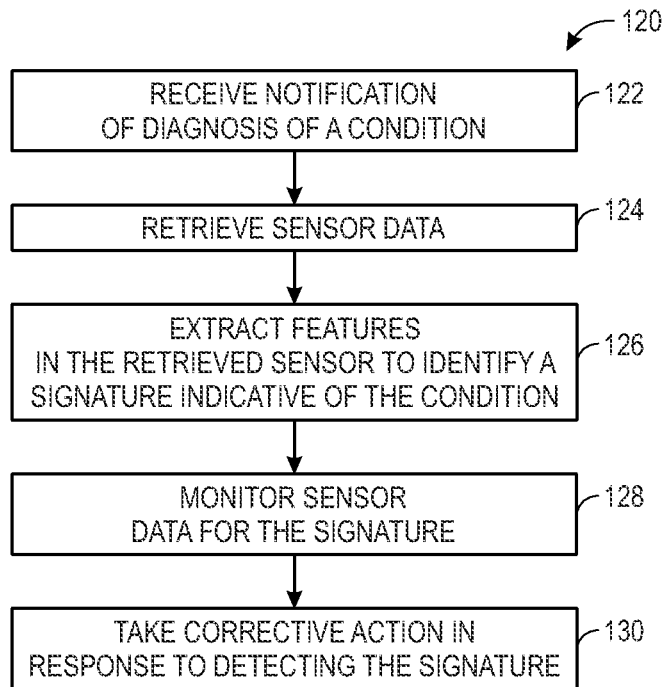 120
RECEIVE NOTIFICATION
OF DIAGNOSIS OF A CONDITION
122
RETRIEVE SENSOR DATA
124
EXTRACT FEATURES
IN THE RETRIEVED SENSOR TO IDENTIFY A
SIGNATURE INDICATIVE OF THE CONDITION
126
MONITOR SENSOR
DATA FOR THE SIGNATURE
128
TAKE CORRECTIVE ACTION IN
RESPONSE TO DETECTING THE SIGNATURE
130